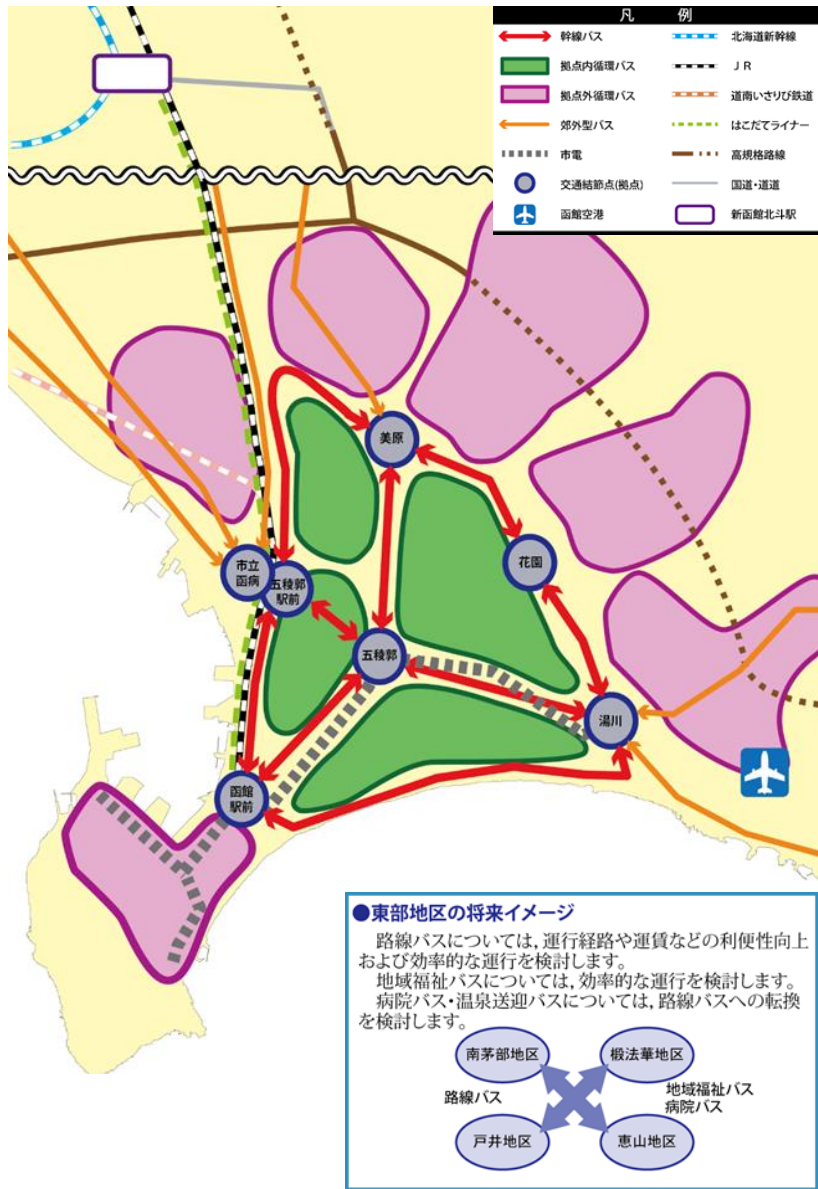 凡 例
幹線バス
北海道新幹線
拠点内循環バス
JR
拠点外循環バス
道南いさりび鉄道
郊外型バス
はこだてライナー
市電
高規格路線
交通結節点(拠点)
国道・道道
函館空港
新函館北斗駅
美原
花園
市立
函病
五稜郭
駅前
五稜郭
湯川
函館
駅前
●東部地区の将来イメージ
路線バスについては,運行経路や運賃などの利便性向上
および効率的な運行を検討します。
地域福祉バスについては,効率的な運行を検討します。
病院バス・温泉送迎バスについては,路線バスへの転換
を検討します。
南茅部地区
椴法華地区
路線バス
地域福祉バス
病院バス
戸井地区
恵山地区